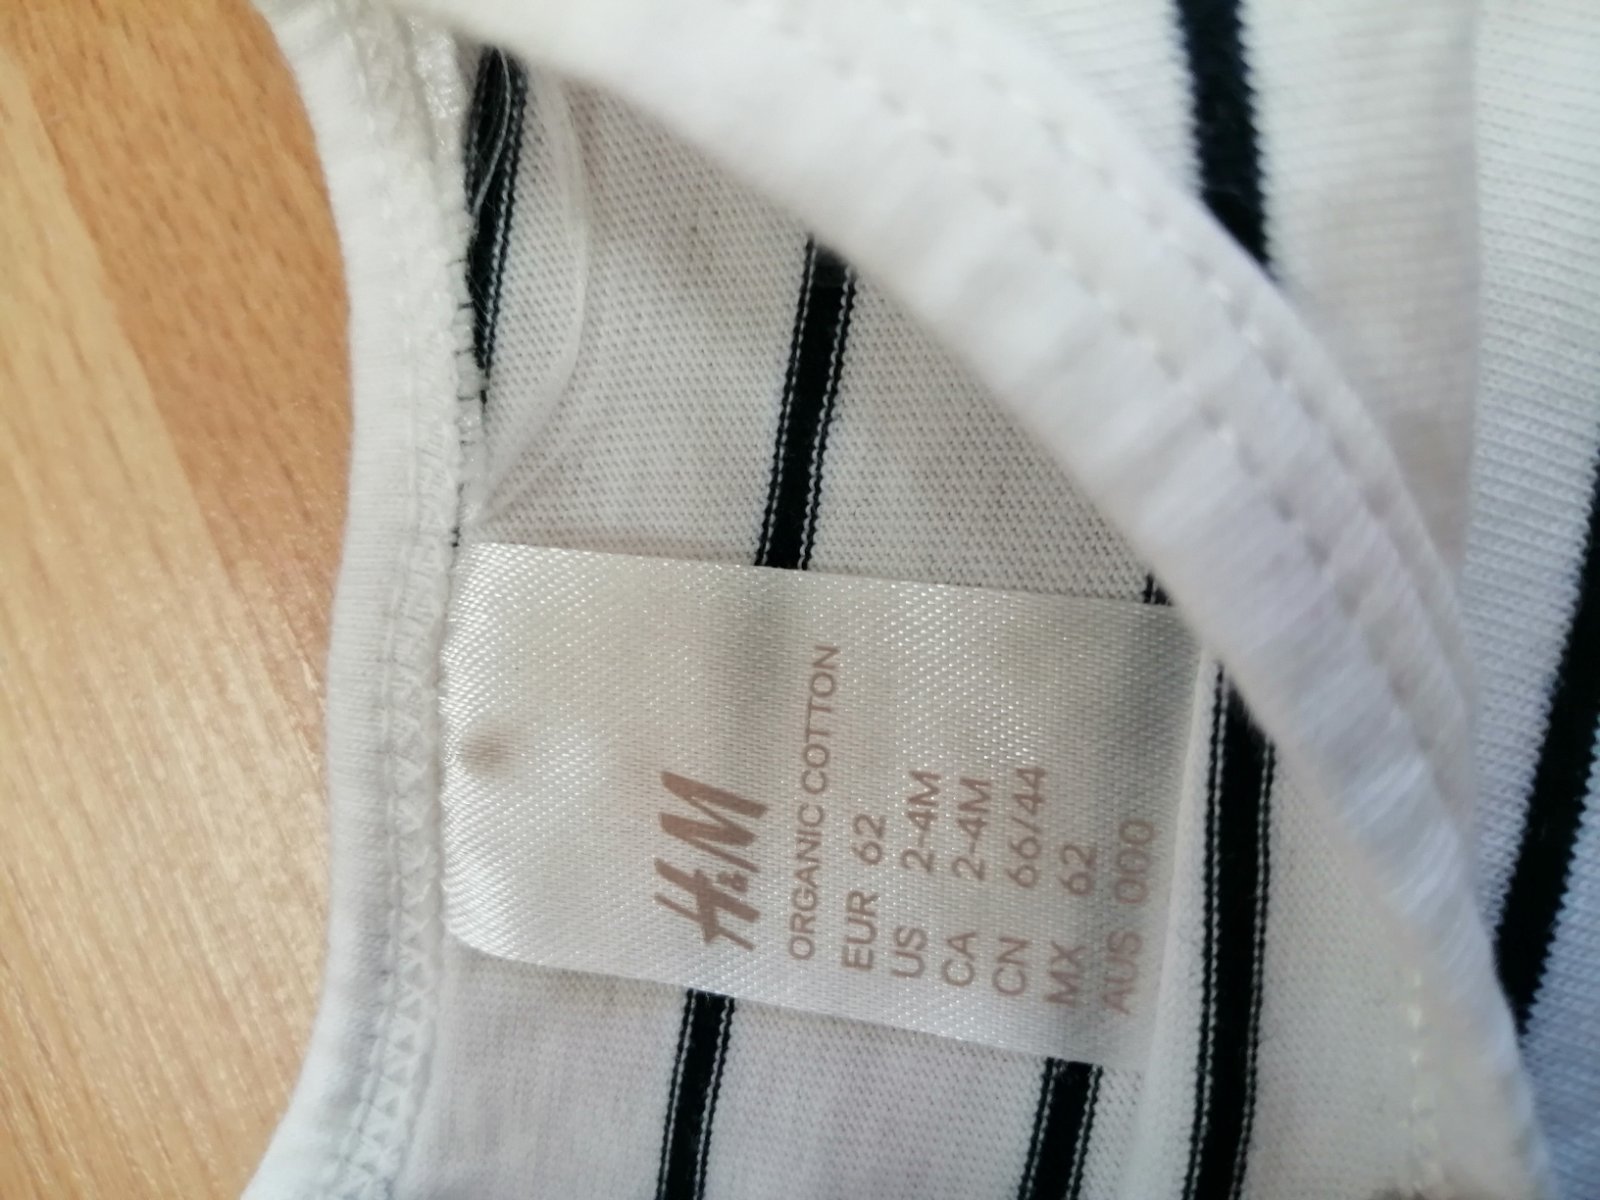 H&M
ORGANIC COTTON
EUR 62
US 2-4M
CA 2-4M
CN 66/44
MX 62
AUS 000